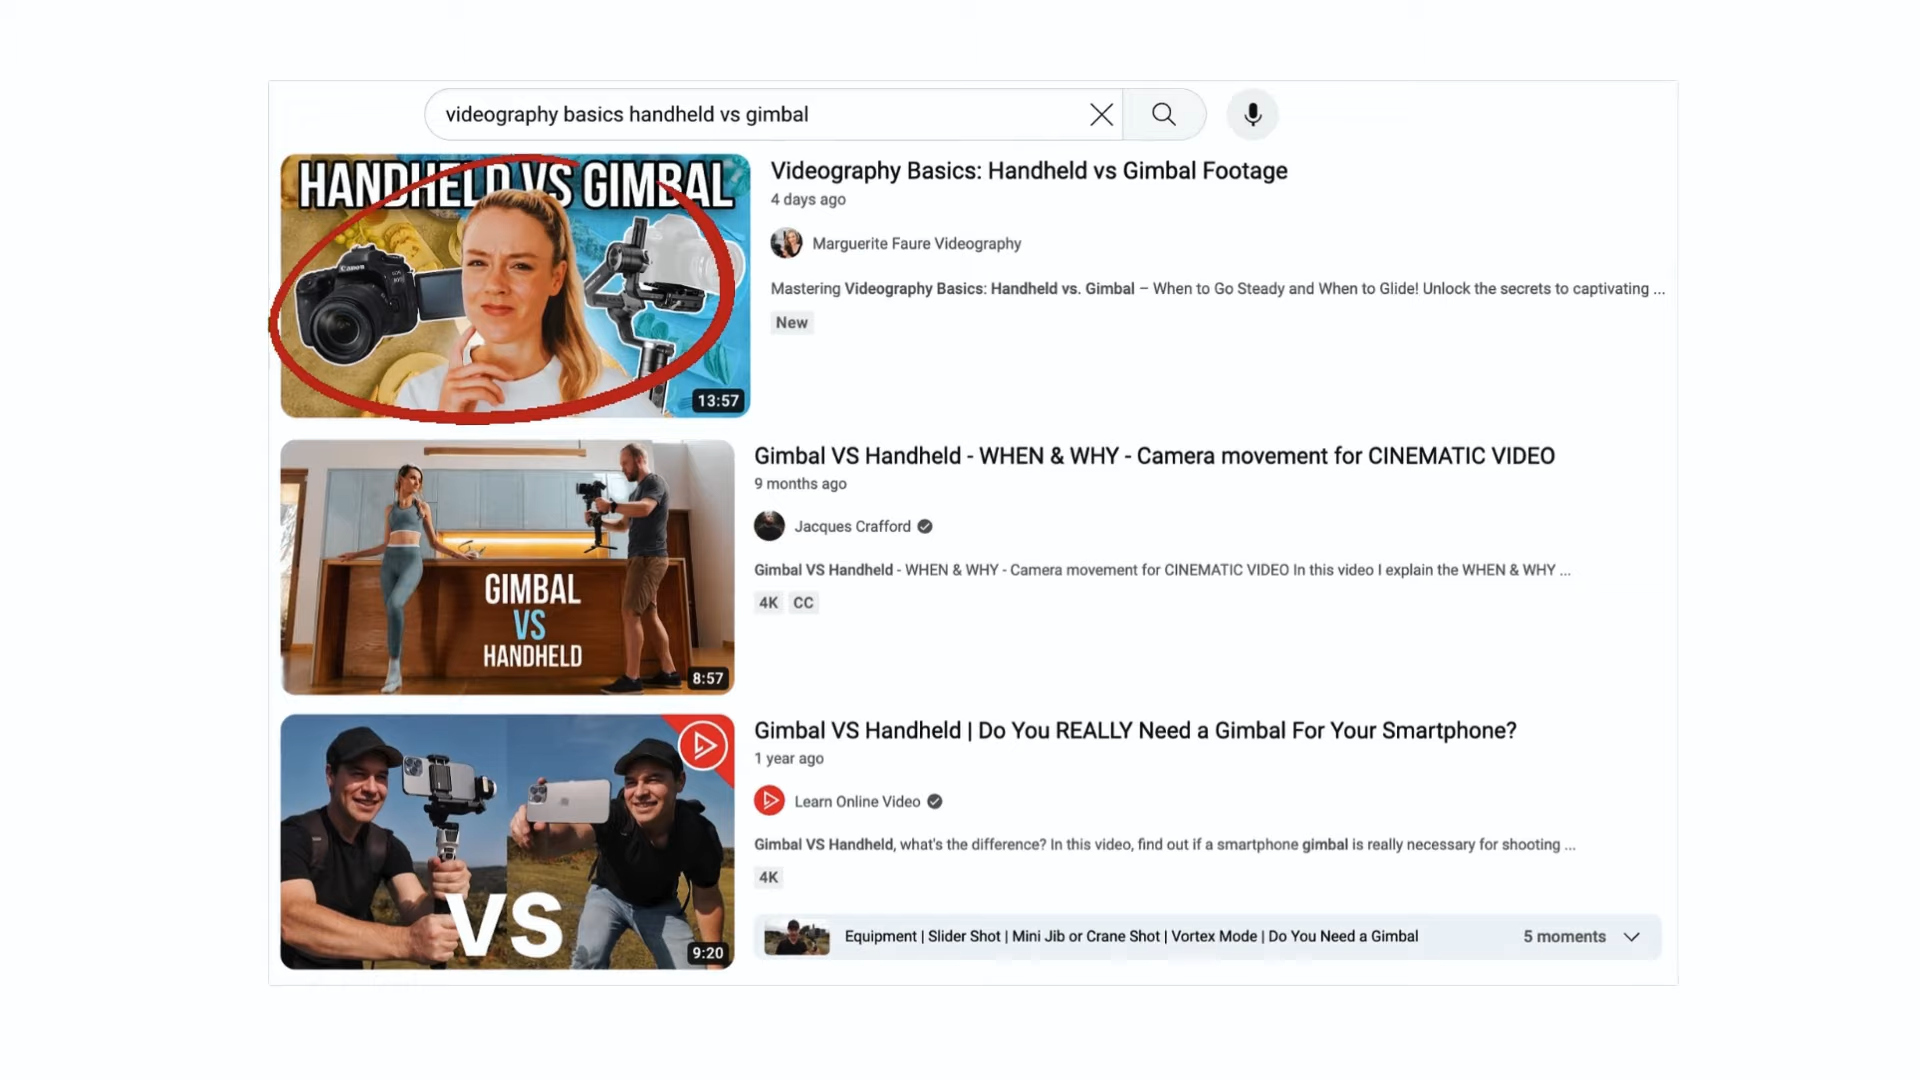 videography basics handheld vs gimbal
HANDHELD VS GIMBAL
Canon
13:57
Videography Basics: Handheld vs Gimbal Footage
4 days ago
Marguerite Faure Videography
Mastering Videography Basics: Handheld vs. Gimbal – When to Go Steady and When to Glide! Unlock the secrets to captivating ...
New
GIMBAL
VS
HANDHELD
8:57
Gimbal VS Handheld - WHEN & WHY - Camera movement for CINEMATIC VIDEO
9 months ago
Jacques Crafford
Gimbal VS Handheld - WHEN & WHY - Camera movement for CINEMATIC VIDEO In this video I explain the WHEN & WHY ...
4K CC
VS
9:20
Gimbal VS Handheld | Do You REALLY Need a Gimbal For Your Smartphone?
1 year ago
Learn Online Video
Gimbal VS Handheld, what's the difference? In this video, find out if a smartphone gimbal is really necessary for shooting ...
4K
Equipment | Slider Shot | Mini Jib or Crane Shot | Vortex Mode | Do You Need a Gimbal
5 moments